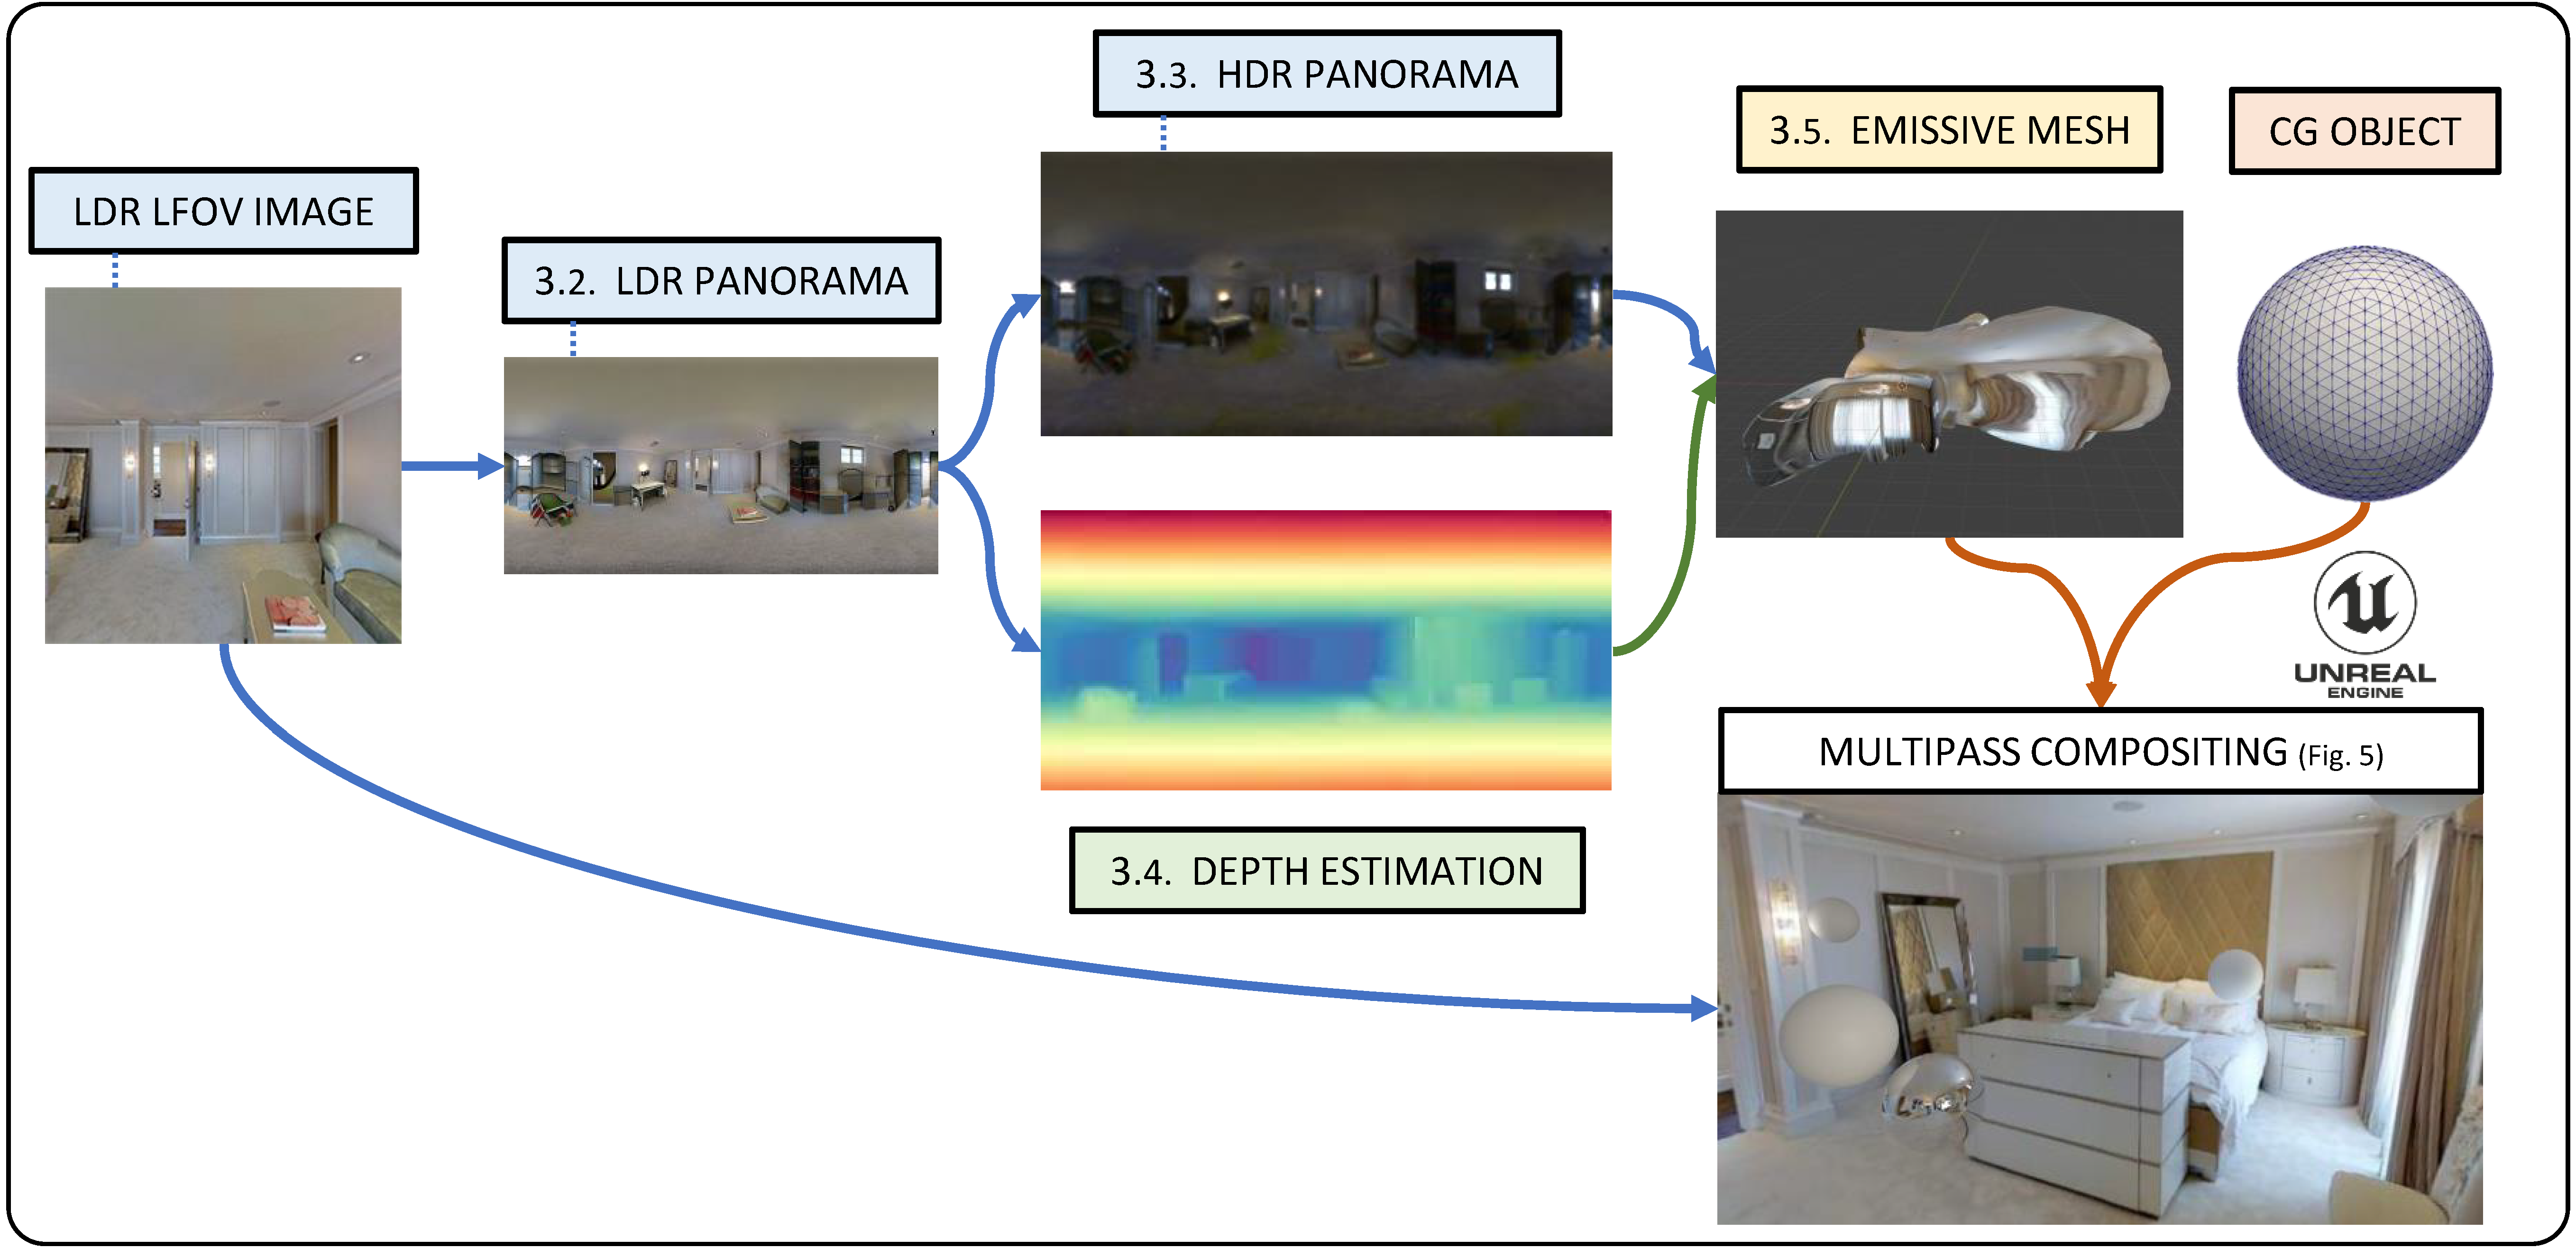 LDR LFOV IMAGE
3.2. LDR PANORAMA
3.3. HDR PANORAMA
3.4. DEPTH ESTIMATION
3.5. EMISSIVE MESH
CG OBJECT
UNREAL
ENGINE
MULTIPASS COMPOSITING (Fig. 5)